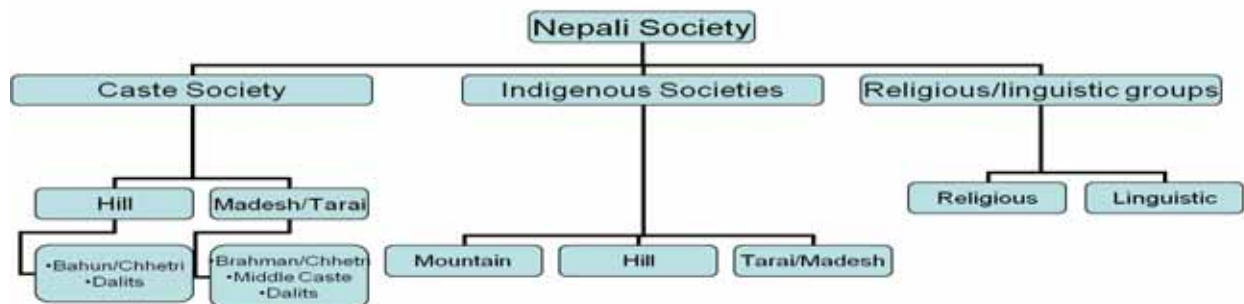 Nepali Society
Caste Society
Indigenous Societies
Religious/linguistic groups
Hill
Madesh/Tarai
Religious
Linguistic
•Bahun/Chhetri
•Dalits
•Brahman/Chhetri
•Middle Caste
•Dalits
Mountain
Hill
Tarai/Madesh